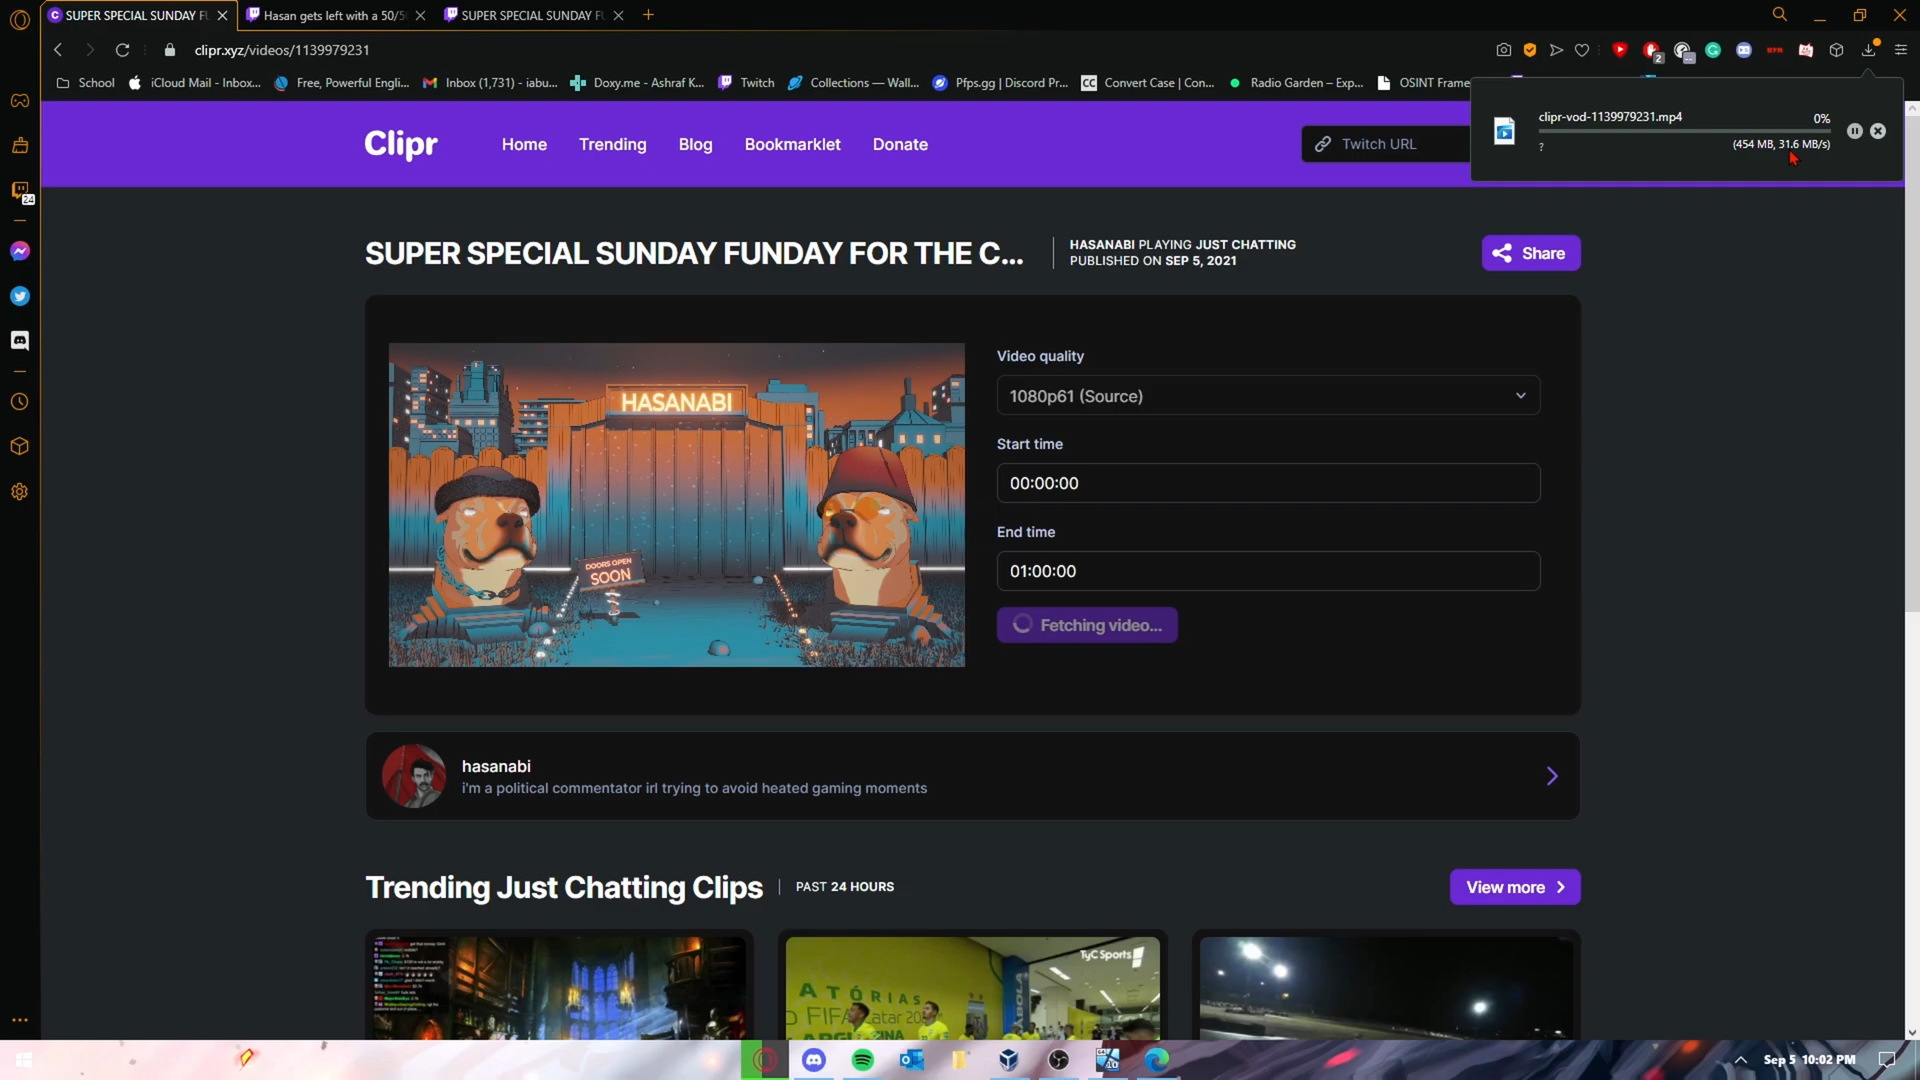 SUPER SPECIAL SUNDAY FU
Hasan gets left with a 50/50
SUPER SPECIAL SUNDAY FU
clipr.xyz/videos/1139979231
2
School
iCloud Mail - Inbox...
Free, Powerful Engli...
Inbox (1,731) - iabu...
Doxy.me - Ashraf K...
Twitch
Collections — Wall...
Pfps.gg | Discord Pr...
CC
Convert Case | Con...
Radio Garden – Exp...
OSINT Frame
clipr-vod-1139979231.mp4
0%
?
(454 MB, 31.6 MB/s)
Clipr
Home
Trending
Blog
Bookmarklet
Donate
Twitch URL
24
SUPER SPECIAL SUNDAY FUNDAY FOR THE C...
HASANABI PLAYING JUST CHATTING
PUBLISHED ON SEP 5, 2021
Share
HASANABI
DOORS OPEN
SOON
Video quality
1080p61 (Source)
Start time
00:00:00
End time
01:00:00
Fetching video...
hasanabi
i'm a political commentator irl trying to avoid heated gaming moments
Trending Just Chatting Clips
PAST 24 HOURS
View more
TyC Sports
Sep 5 10:02 PM